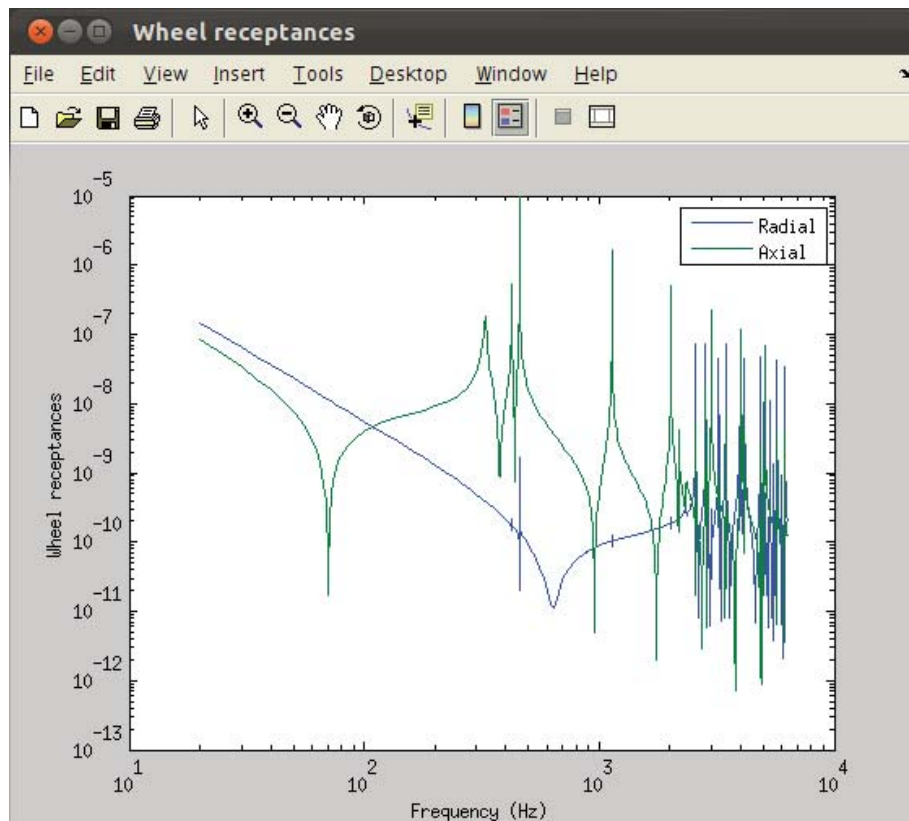 Wheel receptances
File Edit View Insert Tools Desktop Window Help
10^-5
10^-6
10^-7
10^-8
10^-9
10^-10
10^-11
10^-12
10^-13
Wheel receptances
Radial
Axial
10^1
10^2
10^3
10^4
Frequency (Hz)